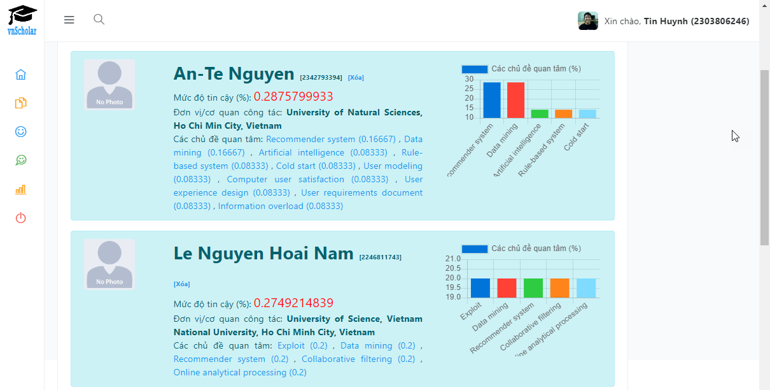 vnScholar
Xin chào, Tin Huynh (2303806246)
No Photo
An-Te Nguyen [2342793394] [Xóa]
Mức độ tin cậy (%): 0.2875799933
Đơn vị/cơ quan công tác: University of Natural Sciences,
Ho Chi Min City, Vietnam
Các chủ đề quan tâm: Recommender system (0.16667) , Data
mining (0.16667) , Artificial intelligence (0.08333) , Rule-
based system (0.08333) , Cold start (0.08333) , User modeling
(0.08333) , Computer user satisfaction (0.08333) , User
experience design (0.08333) , User requirements document
(0.08333) , Information overload (0.08333)
Các chủ đề quan tâm (%)
30
25
20
15
10
ommender system
Data mining
Artificial intelligence
Rule-based system
Cold start
No Photo
Le Nguyen Hoai Nam [2246811743]
[Xóa]
Mức độ tin cậy (%): 0.2749214839
Đơn vị/cơ quan công tác: University of Science, Vietnam
National University, Ho Chi Minh City, Vietnam
Các chủ đề quan tâm: Exploit (0.2) , Data mining (0.2) ,
Recommender system (0.2) , Collaborative filtering (0.2) ,
Online analytical processing (0.2)
Các chủ đề quan tâm (%)
21.0
20.5
20.0
19.5
19.0
Exploit
Data mining
Recommender system
Collaborative filtering
line analytical processing